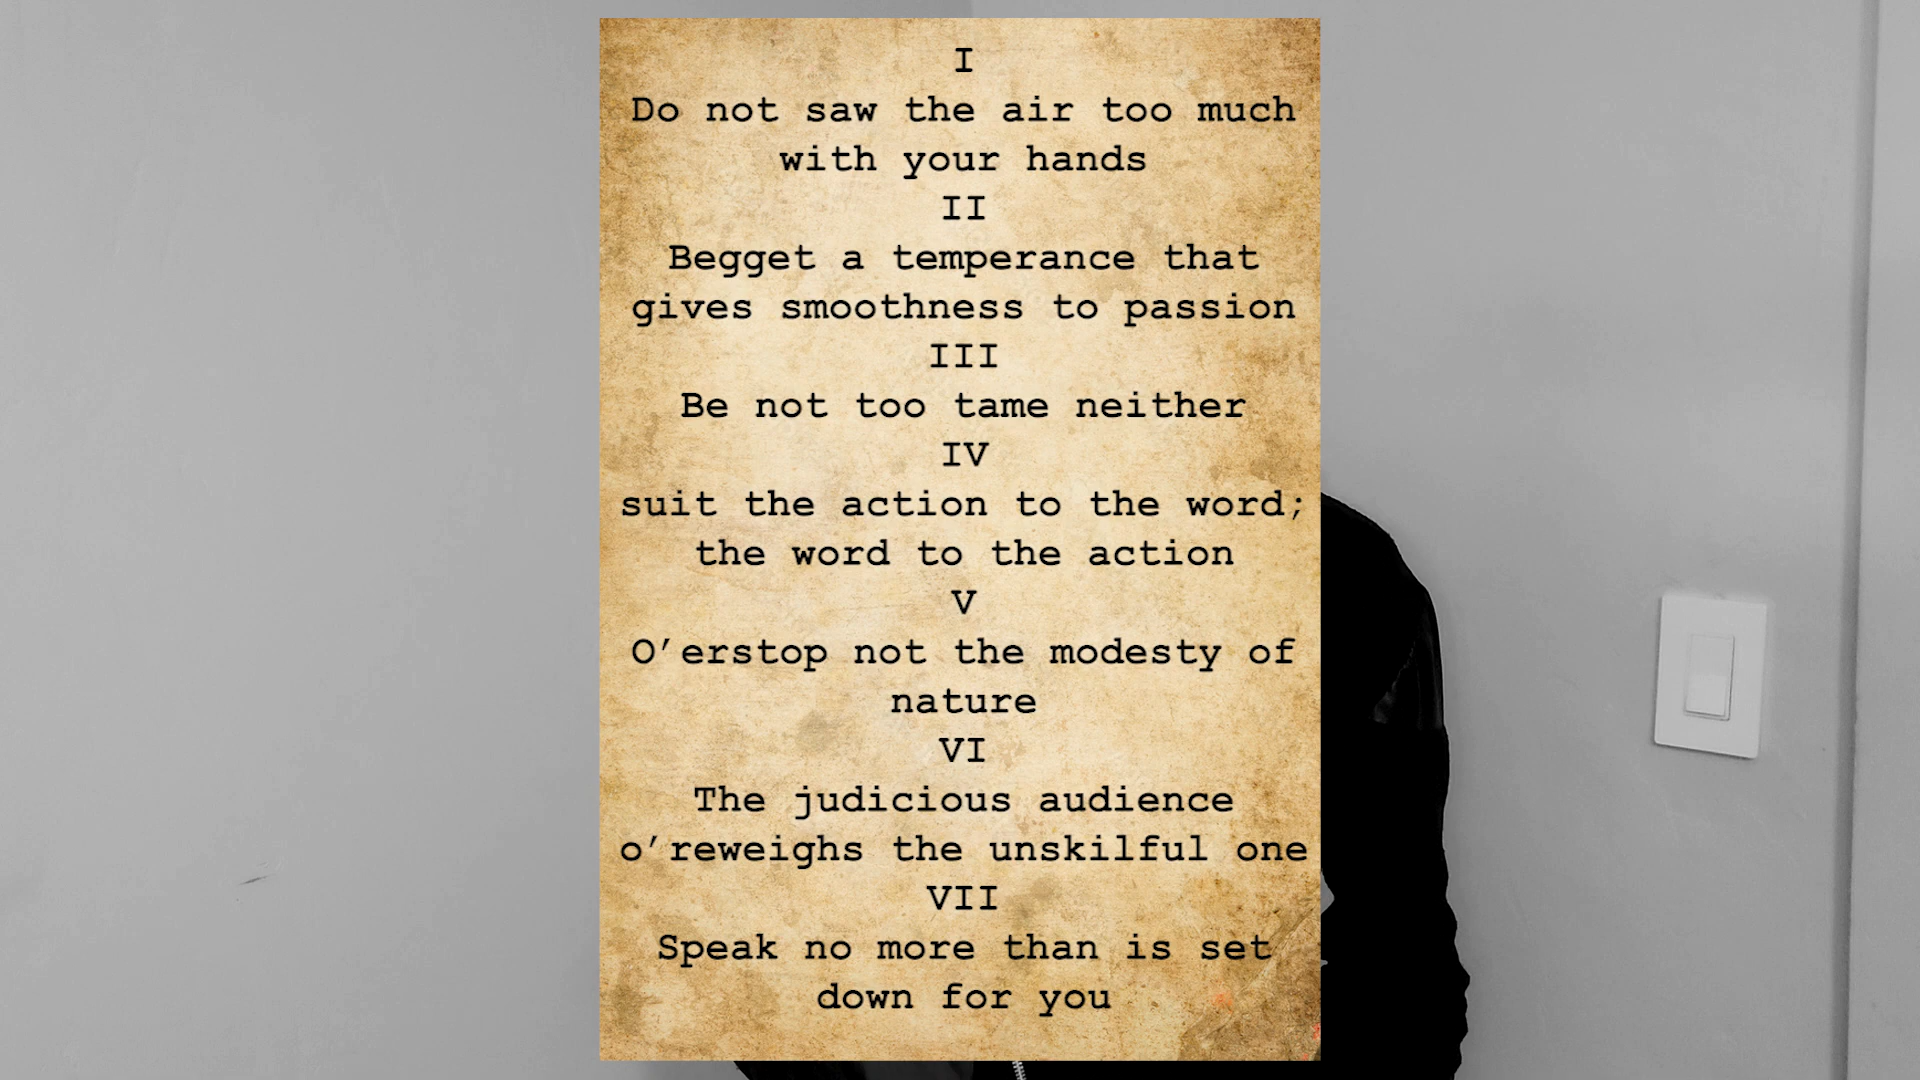 I
Do not saw the air too much
with your hands
II
Begget a temperance that
gives smoothness to passion
III
Be not too tame neither
IV
suit the action to the word;
the word to the action
V
O’erstop not the modesty of
nature
VI
The judicious audience
o’reweighs the unskilful one
VII
Speak no more than is set
down for you